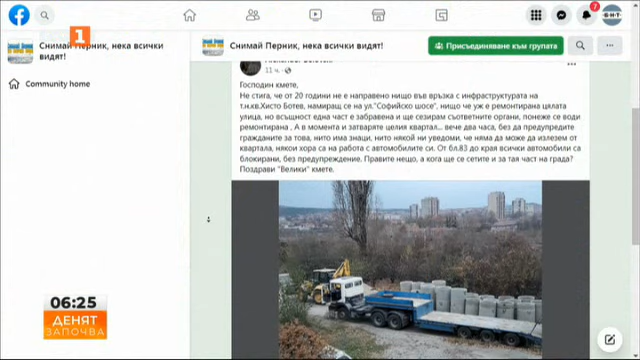 Снимай Перник, нека всички видят!
Community home
7
Б·Н·Т
Снимай Перник, нека всички видят!
Присъединяване към групата
11 ч.
Господин кмете,
Не стига, че от 20 години не е направено нищо във връзка с инфраструктурата на
т.н.кв.Христо Ботев, намиращ се на ул."Софийско шосе", нищо че уж е ремонтирана цялата
улица, но всъщност една част е забравена и ще сезирам съответните органи, понеже се води
ремонтирана , А в момента и затваряте целия квартал... вече два часа, без да предупредите
гражданите за това, нито има знаци, нито някой ни уведоми, че няма да може да излезем от
квартала, някои хора са на работа с автомобилите си. От бл.83 до края всички автомобили са
блокирани, без предупреждение. Правите нещо, а кога ще се сетите и за тая част на града?
Поздрави "Велики" кмете.
1
06:25
ДЕНЯТ
ЗАПОЧВА